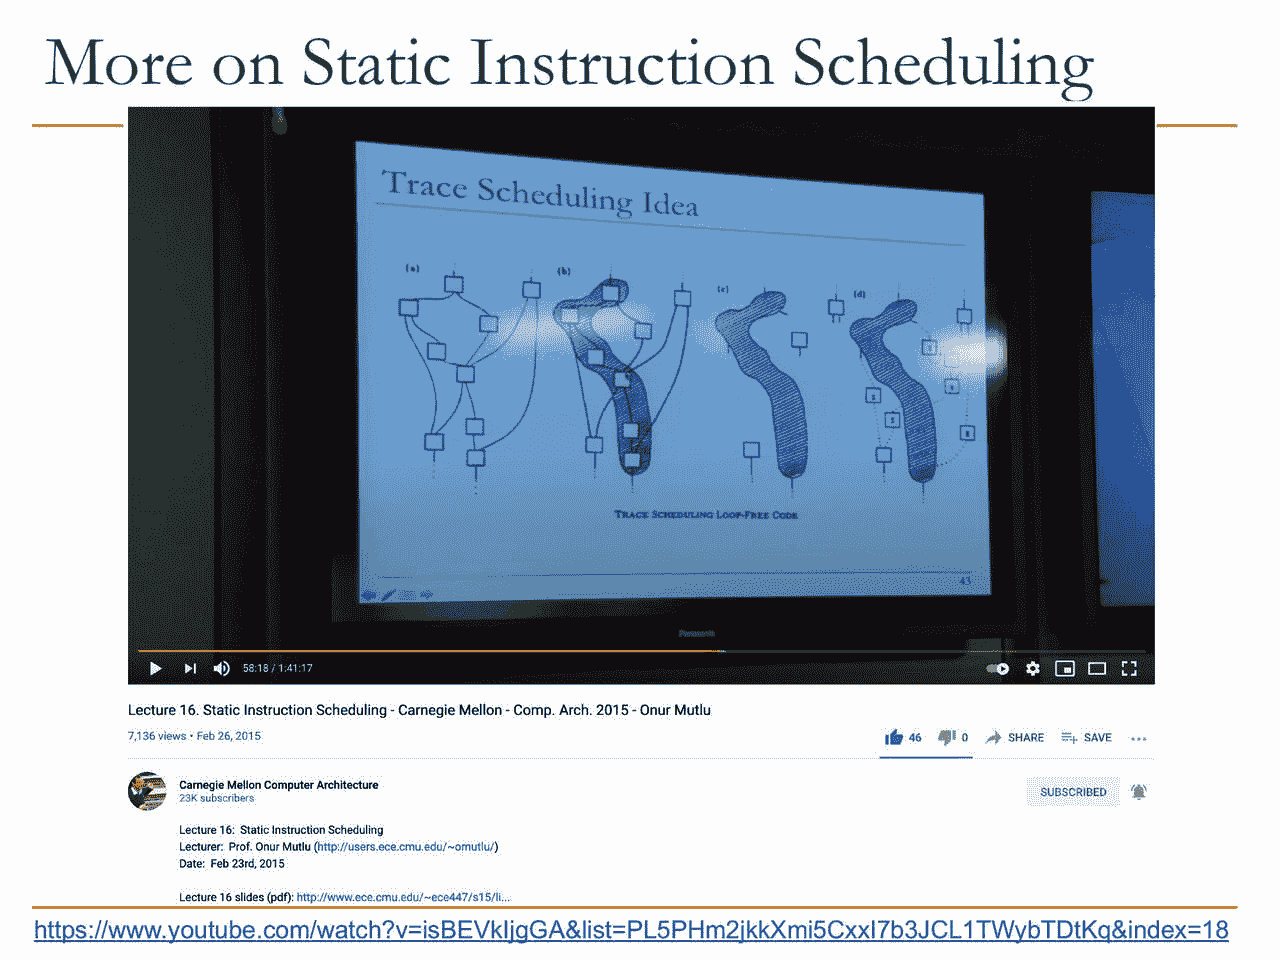 More on Static Instruction Scheduling
Trace Scheduling Idea
(a)
(b)
(c)
(d)
TRACE SCHEDULING LOOP-FREE CODE
43
Panasonic
58:18 / 1:41:17
Lecture 16. Static Instruction Scheduling - Carnegie Mellon - Comp. Arch. 2015 - Onur Mutlu
7,136 views • Feb 26, 2015
46
0
SHARE
SAVE
Carnegie Mellon Computer Architecture
23K subscribers
SUBSCRIBED
Lecture 16: Static Instruction Scheduling
Lecturer: Prof. Onur Mutlu (http://users.ece.cmu.edu/~omutlu/)
Date: Feb 23rd, 2015
Lecture 16 slides (pdf): http://www.ece.cmu.edu/~ece447/s15/li...
https://www.youtube.com/watch?v=isBEVkIjgGA&list=PL5PHm2jkkXmi5CxxI7b3JCL1TWybTDtKq&index=18